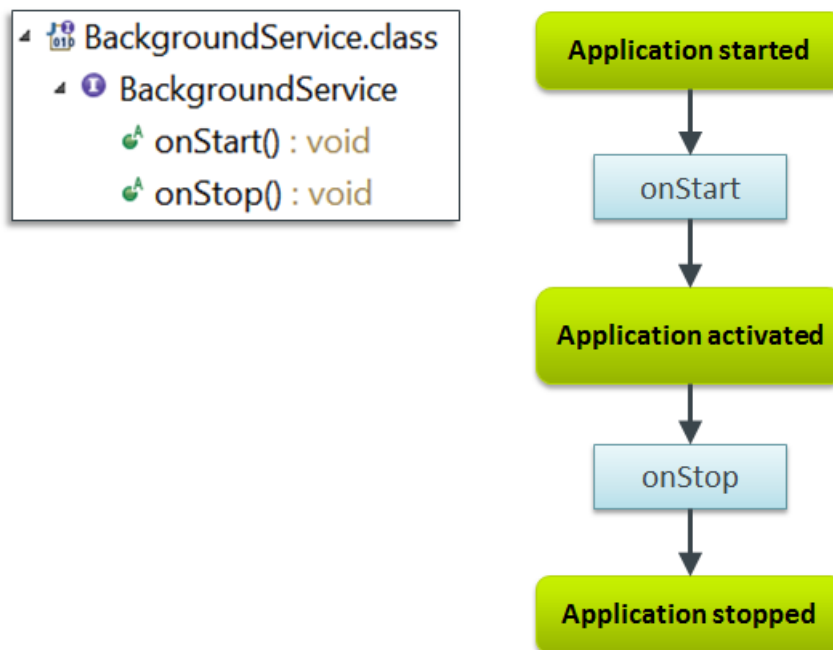 BackgroundService.class
BackgroundService
onStart() : void
onStop() : void
Application started
onStart
Application activated
onStop
Application stopped